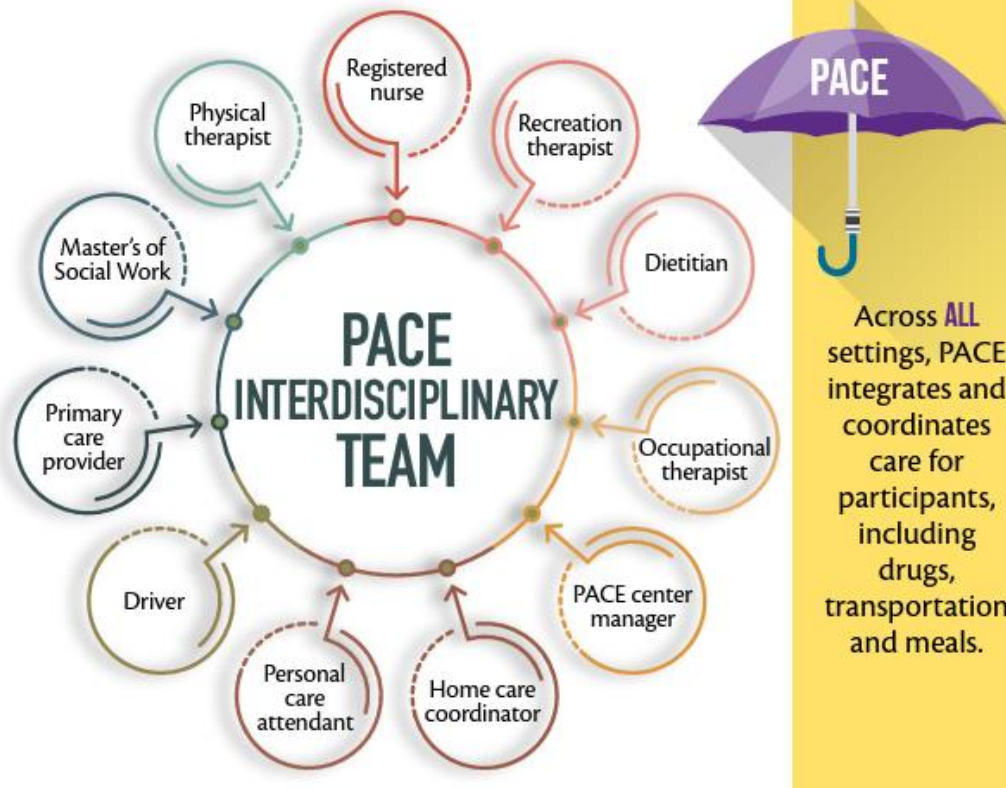 Registered
nurse
Recreation
therapist
Dietitian
Occupational
therapist
PACE center
manager
Home care
coordinator
Personal
care
attendant
Driver
Primary
care
provider
Master's of
Social Work
Physical
therapist
PACE
INTERDISCIPLINARY
TEAM
PACE
Across ALL
settings, PACE
integrates and
coordinates
care for
participants,
including
drugs,
transportation
and meals.